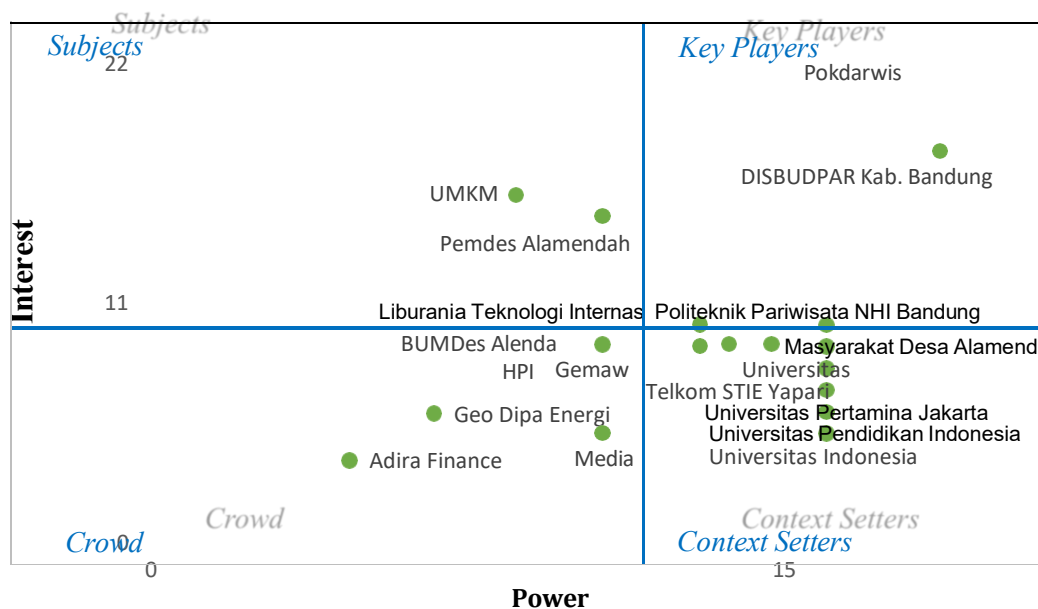 Subjects
Key Players
Subjects
Key Players
22
Pokdarwis
DISBUDPAR Kab. Bandung
UMKM
Pemdes Alamendah
Interest
11
Liburania Teknologi Internas
Politeknik Pariwisata NHI Bandung
BUMDes Alenda
Masyarakat Desa Alamend
HPI
Gemaw
Universitas
Telkom STIE Yapari
Geo Dipa Energi
Universitas Pertamina Jakarta
Universitas Pendidikan Indonesia
Adira Finance
Media
Universitas Indonesia
Crowd
Context Setters
Crowd
0
Context Setters
0
15
Power